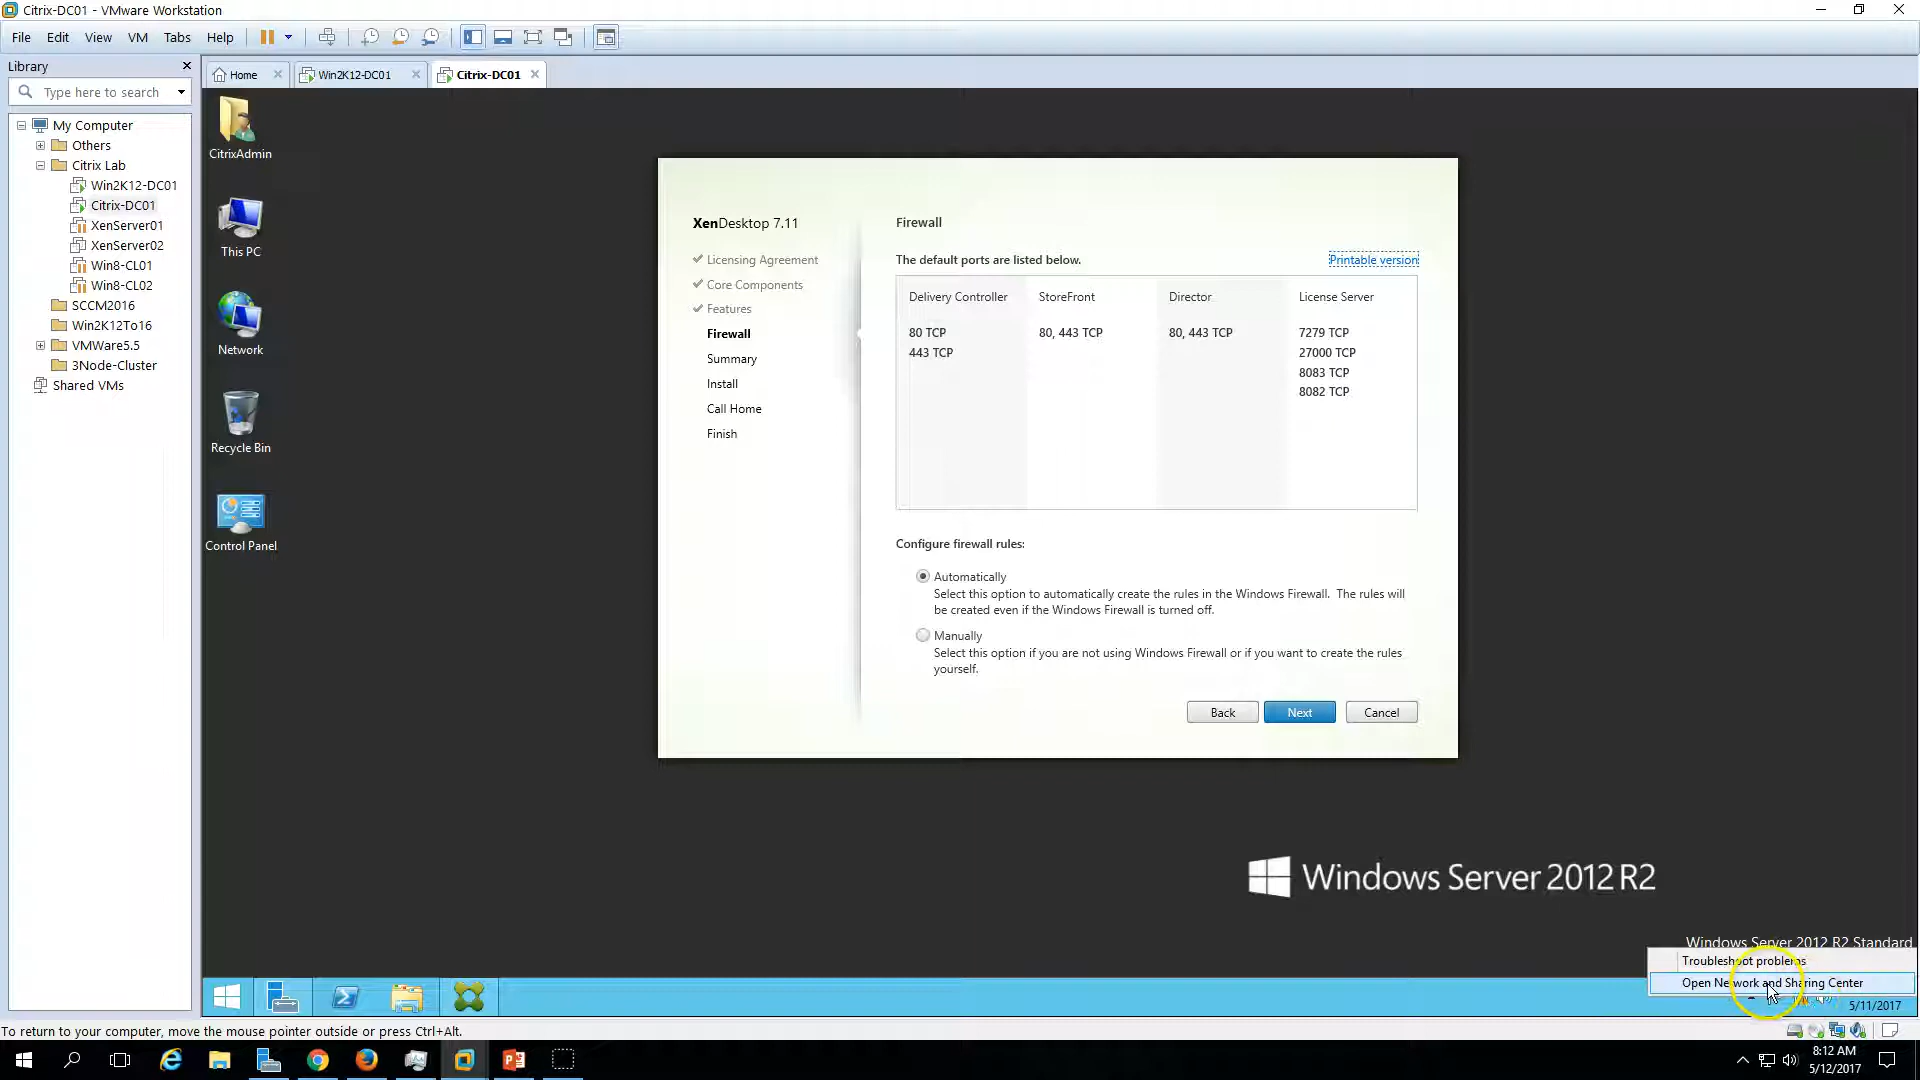 Citrix-DC01 - VMware Workstation
File Edit View VM Tabs Help
Library
Type here to search
My Computer
Others
Citrix Lab
Win2K12-DC01
Citrix-DC01
XenServer01
XenServer02
Win8-CL01
Win8-CL02
SCCM2016
Win2K12To16
VMWare5.5
3Node-Cluster
Shared VMs
Home Win2K12-DC01 Citrix-DC01
CitrixAdmin
This PC
Network
Recycle Bin
Control Panel
XenDesktop 7.11
Licensing Agreement
Core Components
Features
Firewall
Summary
Install
Call Home
Finish
Firewall
The default ports are listed below. Printable version
Delivery Controller StoreFront Director License Server
80 TCP 80, 443 TCP 80, 443 TCP 7279 TCP
443 TCP 27000 TCP
8083 TCP
8082 TCP
Configure firewall rules:
Automatically
Select this option to automatically create the rules in the Windows Firewall. The rules will
be created even if the Windows Firewall is turned off.
Manually
Select this option if you are not using Windows Firewall or if you want to create the rules
yourself.
Back Next Cancel
Windows Server 2012 R2
Windows Server 2012 R2 Standard
Troubleshoot problems
Open Network and Sharing Center
5/11/2017
To return to your computer, move the mouse pointer outside or press Ctrl+Alt.
8:12 AM
5/12/2017